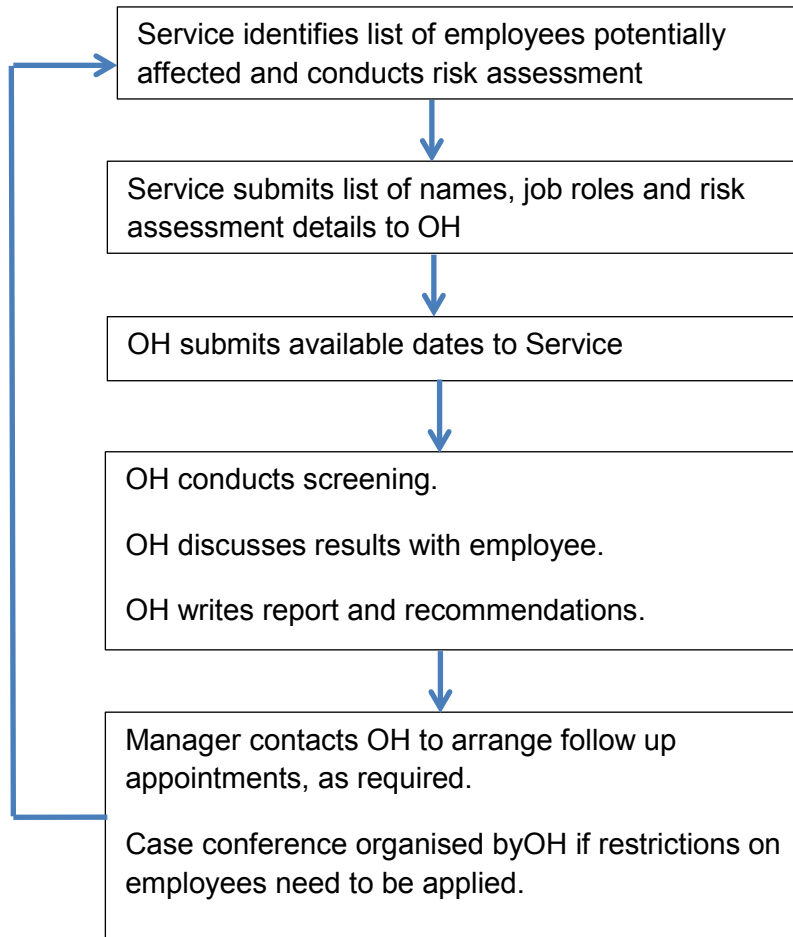 Service identifies list of employees potentially
affected and conducts risk assessment
Service submits list of names, job roles and risk
assessment details to OH
OH submits available dates to Service
OH conducts screening.
OH discusses results with employee.
OH writes report and recommendations.
Manager contacts OH to arrange follow up
appointments, as required.
Case conference organised byOH if restrictions on
employees need to be applied.